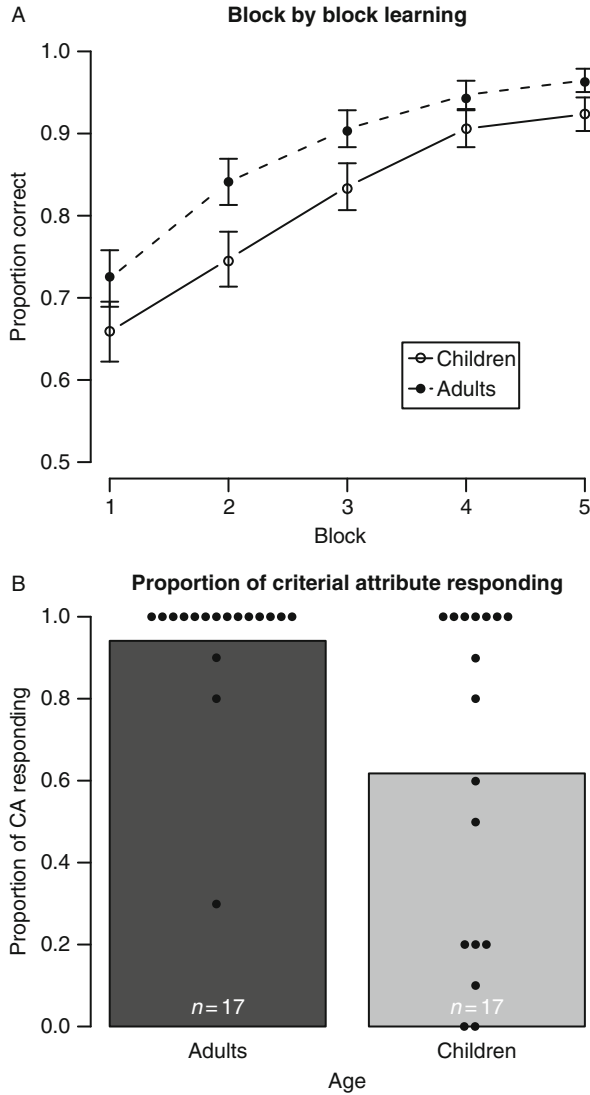 A
Block by block learning
Proportion correct
1.0
0.9
0.8
0.7
0.6
0.5
Children
Adults
1 2 3 4 5
Block
B
Proportion of criterial attribute responding
Proportion of CA responding
1.0
0.8
0.6
0.4
0.2
0.0
n = 17 n = 17
Adults Children
Age